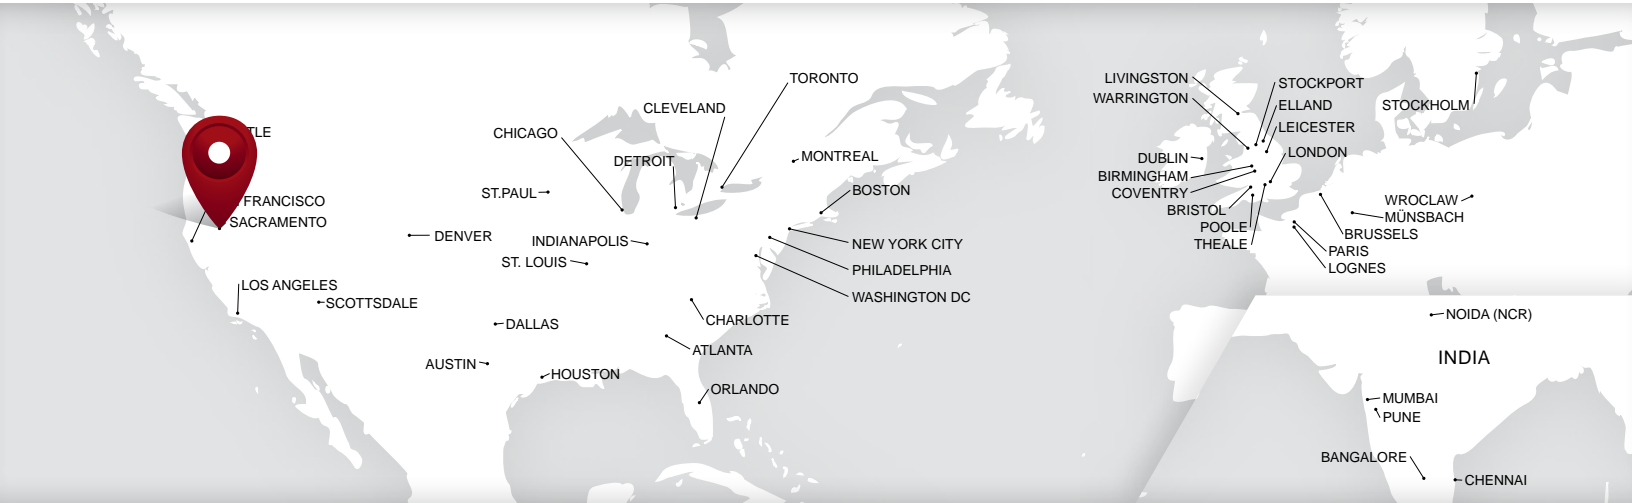 TLE
FRANCISCO
SACRAMENTO
LOS ANGELES
SCOTTSDALE
DENVER
ST.PAUL
CHICAGO
DETROIT
CLEVELAND
TORONTO
MONTREAL
BOSTON
INDIANAPOLIS
ST. LOUIS
NEW YORK CITY
PHILADELPHIA
WASHINGTON DC
CHARLOTTE
ATLANTA
DALLAS
AUSTIN
HOUSTON
ORLANDO
LIVINGSTON
WARRINGTON
STOCKPORT
ELLAND
LEICESTER
LONDON
STOCKHOLM
DUBLIN
BIRMINGHAM
COVENTRY
BRISTOL
POOLE
THEALE
WROCLAW
MÜNSBACH
BRUSSELS
PARIS
LOGNES
NOIDA (NCR)
INDIA
MUMBAI
PUNE
BANGALORE
CHENNAI